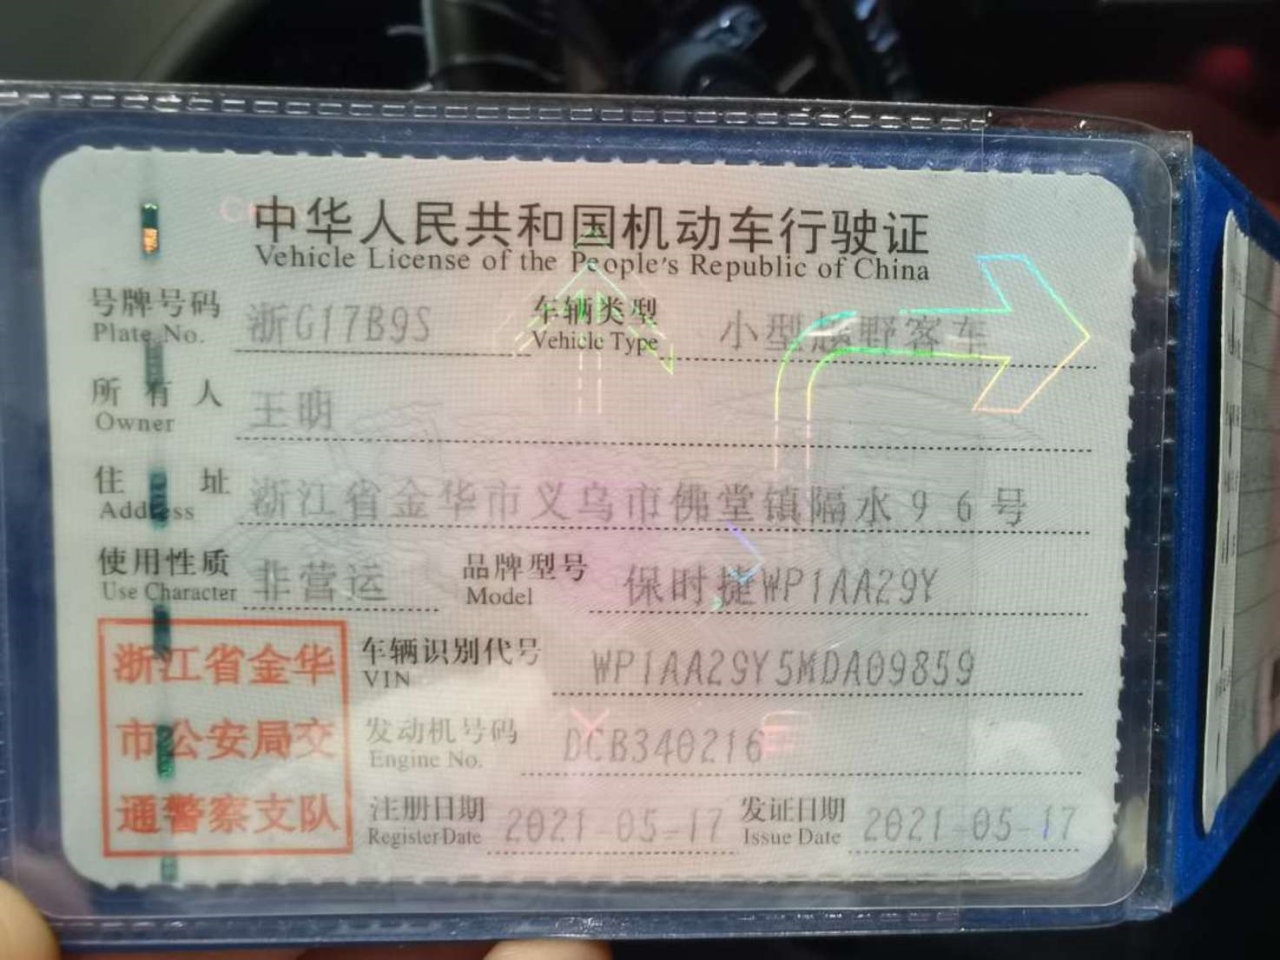 中华人民共和国机动车行驶证
Vehicle License of the People's Republic of China
号牌号码 浙G17B9S 车辆类型 小型越野客车
Plate No. Vehicle Type
所有人 王明
Owner
住址 浙江省金华市义乌市佛堂镇隔水96号
Address
使用性质 非营运 品牌型号 保时捷WP1AA29Y
Use Character Model
浙江省金华
市公安局交
通警察支队
车辆识别代号 WP1AA29Y5MDA09859
VIN
发动机号码 DCB340216
Engine No.
注册日期 2021-05-17 发证日期 2021-05-17
Register Date Issue Date